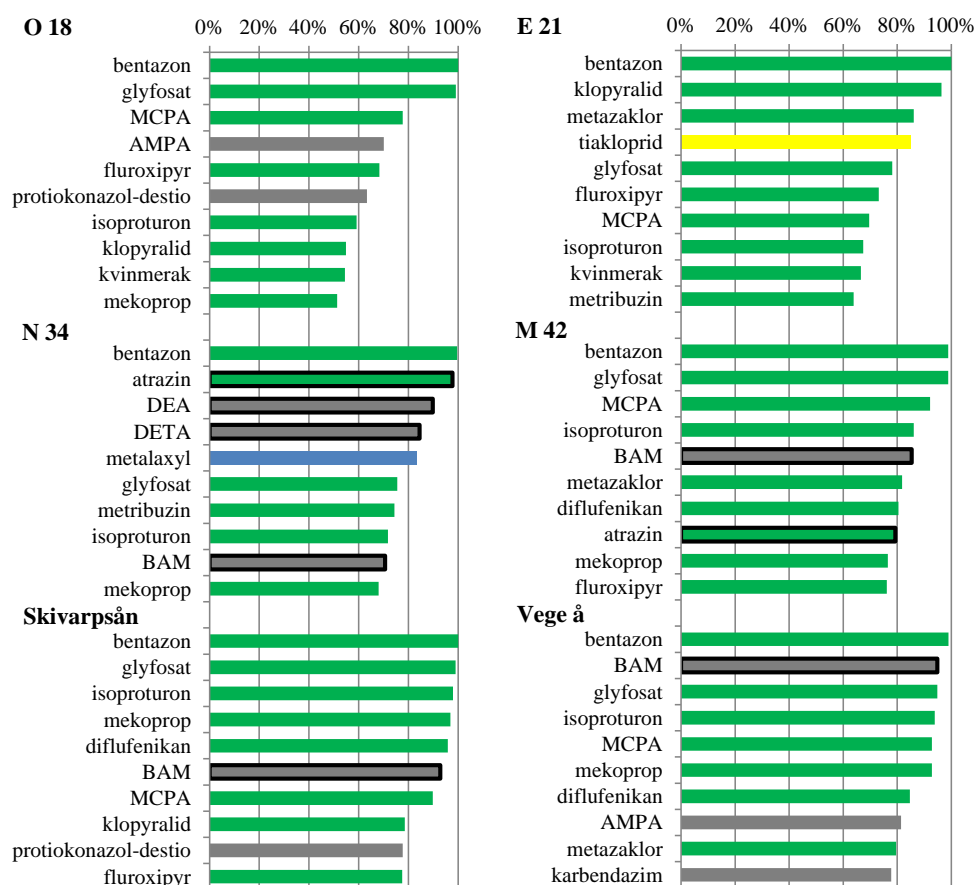 O 18
0% 20% 40% 60% 80% 100%
bentazon
glyfosat
MCPA
AMPA
fluroxipyr
protiokonazol-destio
isoproturon
klopyralid
kvinmerak
mekoprop
E 21
0% 20% 40% 60% 80% 100%
bentazon
klopyralid
metazaklor
tiakloprid
glyfosat
fluroxipyr
MCPA
isoproturon
kvinmerak
metribuzin
N 34
bentazon
atrazin
DEA
DETA
metalaxyl
glyfosat
metribuzin
isoproturon
BAM
mekoprop
M 42
bentazon
glyfosat
MCPA
isoproturon
BAM
metazaklor
diflufenikan
atrazin
mekoprop
fluroxipyr
Skivarpsån
bentazon
glyfosat
isoproturon
mekoprop
diflufenikan
BAM
MCPA
klopyralid
protiokonazol-destio
fluroxipyr
Vege å
bentazon
BAM
glyfosat
isoproturon
MCPA
mekoprop
diflufenikan
AMPA
metazaklor
karbendazim